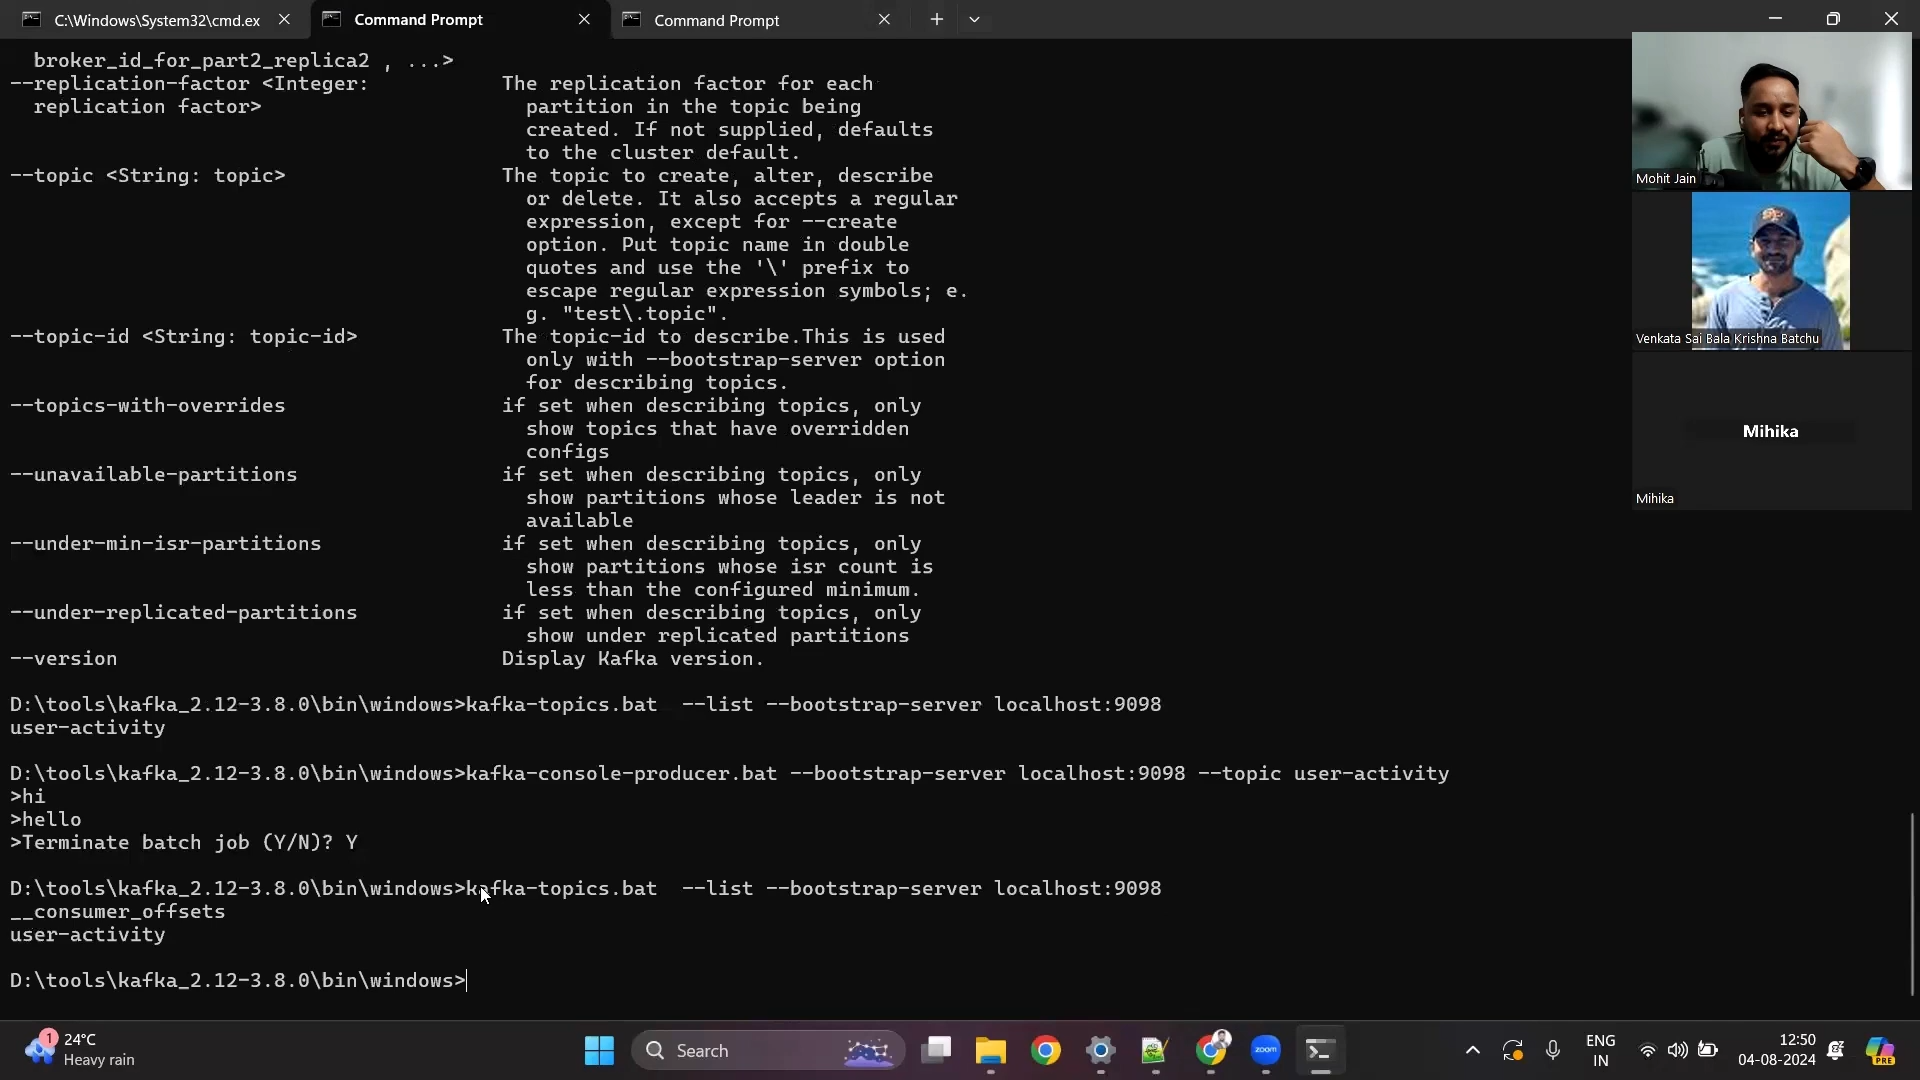 C:\Windows\System32\cmd.ex
Command Prompt
Command Prompt
broker_id_for_part2_replica2 , ...>
--replication-factor <Integer: The replication factor for each
replication factor> partition in the topic being
created. If not supplied, defaults
to the cluster default.
--topic <String: topic> The topic to create, alter, describe
or delete. It also accepts a regular
expression, except for --create
option. Put topic name in double
quotes and use the '\' prefix to
escape regular expression symbols; e.
g. "test\.topic".
--topic-id <String: topic-id> The topic-id to describe.This is used
only with --bootstrap-server option
for describing topics.
--topics-with-overrides if set when describing topics, only
show topics that have overridden
configs
--unavailable-partitions if set when describing topics, only
show partitions whose leader is not
available
--under-min-isr-partitions if set when describing topics, only
show partitions whose isr count is
less than the configured minimum.
--under-replicated-partitions if set when describing topics, only
show under replicated partitions
--version Display Kafka version.
D:\tools\kafka_2.12-3.8.0\bin\windows>kafka-topics.bat  --list --bootstrap-server localhost:9098
user-activity
D:\tools\kafka_2.12-3.8.0\bin\windows>kafka-console-producer.bat --bootstrap-server localhost:9098 --topic user-activity
>hi
>hello
>Terminate batch job (Y/N)? Y
D:\tools\kafka_2.12-3.8.0\bin\windows>kafka-topics.bat  --list --bootstrap-server localhost:9098
__consumer_offsets
user-activity
D:\tools\kafka_2.12-3.8.0\bin\windows>
Mohit Jain
Venkata Sai Bala Krishna Batchu
Mihika
Mihika
1
24°C
Heavy rain
Search
zoom
ENG
IN
12:50
04-08-2024
PRE